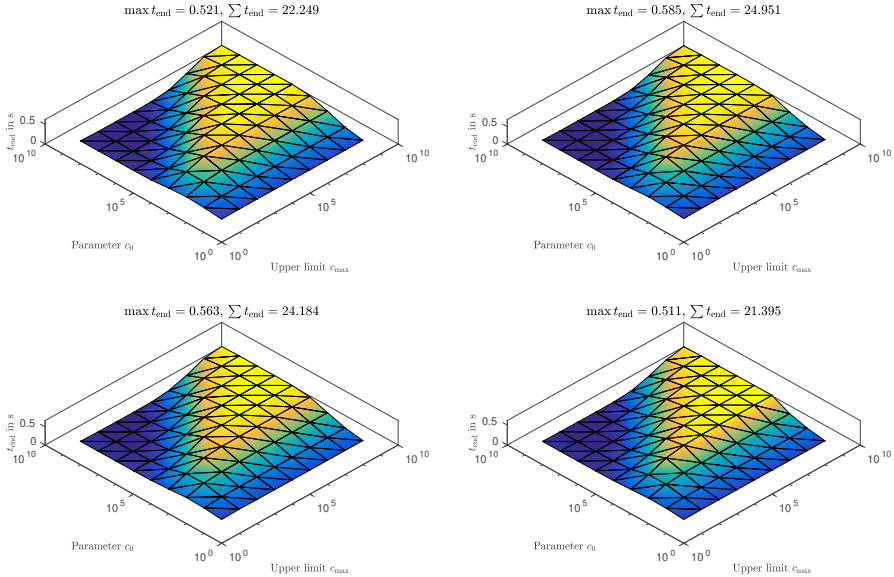 max t_end = 0.521, ∑ t_end = 22.249
t_end in s
0.5
0
10^10
10^5
10^0
Parameter c_0
10^0
10^5
10^10
Upper limit c_max
max t_end = 0.585, ∑ t_end = 24.951
t_end in s
0.5
0
10^10
10^5
10^0
Parameter c_0
10^0
10^5
10^10
Upper limit c_max
max t_end = 0.563, ∑ t_end = 24.184
t_end in s
0.5
0
10^10
10^5
10^0
Parameter c_0
10^0
10^5
10^10
Upper limit c_max
max t_end = 0.511, ∑ t_end = 21.395
t_end in s
0.5
0
10^10
10^5
10^0
Parameter c_0
10^0
10^5
10^10
Upper limit c_max